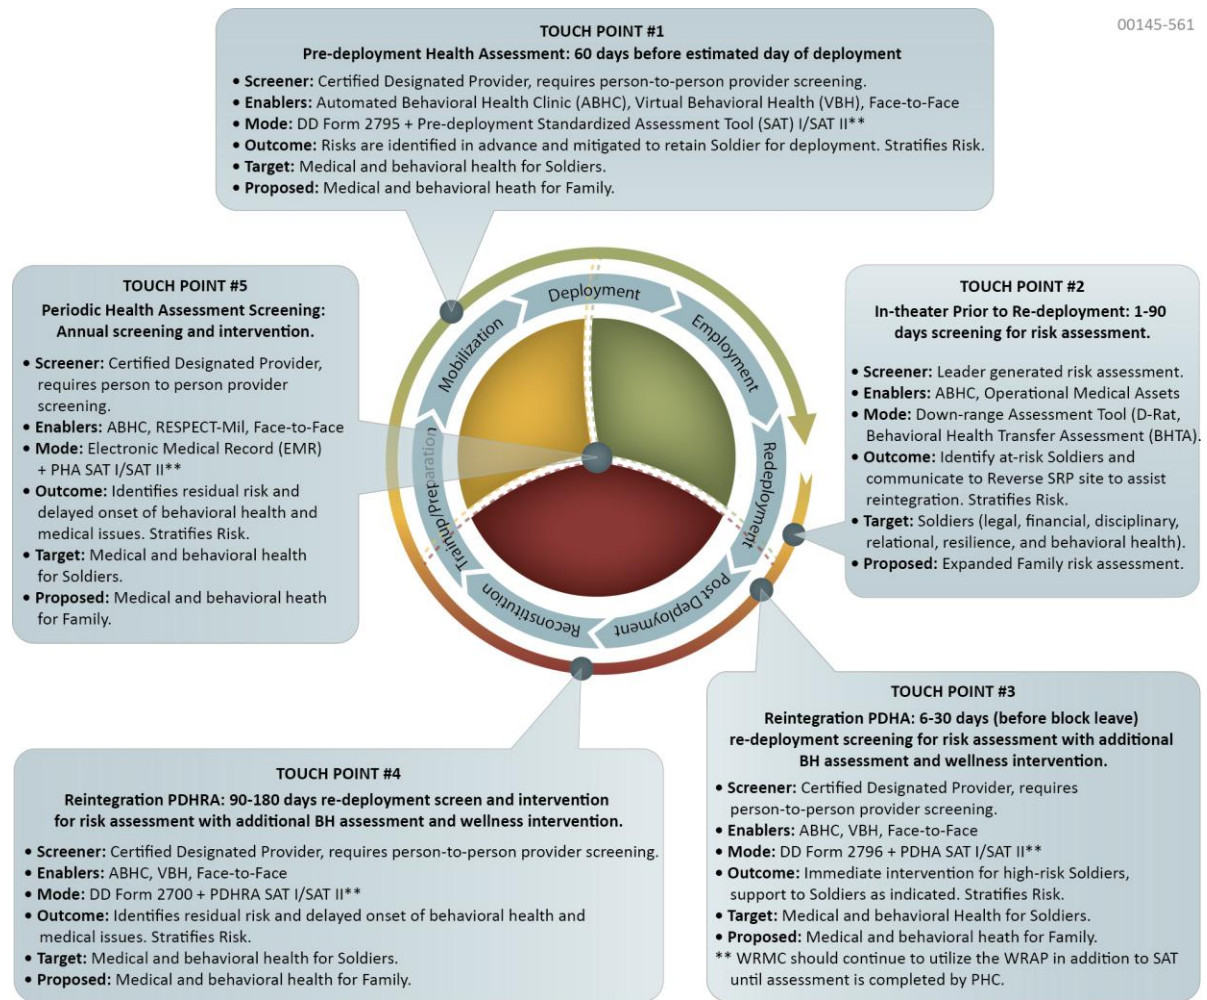 00145-561
TOUCH POINT #1
Pre-deployment Health Assessment: 60 days before estimated day of deployment
• Screener: Certified Designated Provider, requires person-to-person provider screening.
• Enablers: Automated Behavioral Health Clinic (ABHC), Virtual Behavioral Health (VBH), Face-to-Face
• Mode: DD Form 2795 + Pre-deployment Standardized Assessment Tool (SAT) I/SAT II**
• Outcome: Risks are identified in advance and mitigated to retain Soldier for deployment. Stratifies Risk.
• Target: Medical and behavioral health for Soldiers.
• Proposed: Medical and behavioral heath for Family.
TOUCH POINT #5
Periodic Health Assessment Screening:
Annual screening and intervention.
• Screener: Certified Designated Provider,
requires person to person provider
screening.
• Enablers: ABHC, RESPECT-Mil, Face-to-Face
• Mode: Electronic Medical Record (EMR)
+ PHA SAT I/SAT II**
• Outcome: Identifies residual risk and
delayed onset of behavioral health and
medical issues. Stratifies Risk.
• Target: Medical and behavioral health
for Soldiers.
• Proposed: Medical and behavioral heath
for Family.
Mobilization
Deployment
Employment
Redeployment
Post Deployment
Reconstitution
Trainup/Preparation
TOUCH POINT #2
In-theater Prior to Re-deployment: 1-90
days screening for risk assessment.
• Screener: Leader generated risk assessment.
• Enablers: ABHC, Operational Medical Assets
• Mode: Down-range Assessment Tool (D-Rat,
Behavioral Health Transfer Assessment (BHTA).
• Outcome: Identify at-risk Soldiers and
communicate to Reverse SRP site to assist
reintegration. Stratifies Risk.
• Target: Soldiers (legal, financial, disciplinary,
relational, resilience, and behavioral health).
• Proposed: Expanded Family risk assessment.
TOUCH POINT #3
Reintegration PDHA: 6-30 days (before block leave)
re-deployment screening for risk assessment with additional
BH assessment and wellness intervention.
• Screener: Certified Designated Provider, requires
person-to-person provider screening.
• Enablers: ABHC, VBH, Face-to-Face
• Mode: DD Form 2796 + PDHA SAT I/SAT II**
• Outcome: Immediate intervention for high-risk Soldiers,
support to Soldiers as indicated. Stratifies Risk.
• Target: Medical and behavioral Health for Soldiers.
• Proposed: Medical and behavioral heath for Family.
** WRMC should continue to utilize the WRAP in addition to SAT
until assessment is completed by PHC.
TOUCH POINT #4
Reintegration PDHRA: 90-180 days re-deployment screen and intervention
for risk assessment with additional BH assessment and wellness intervention.
• Screener: Certified Designated Provider, requires person-to-person provider screening.
• Enablers: ABHC, VBH, Face-to-Face
• Mode: DD Form 2700 + PDHRA SAT I/SAT II**
• Outcome: Identifies residual risk and delayed onset of behavioral health and
medical issues. Stratifies Risk.
• Target: Medical and behavioral health for Soldiers.
• Proposed: Medical and behavioral health for Family.